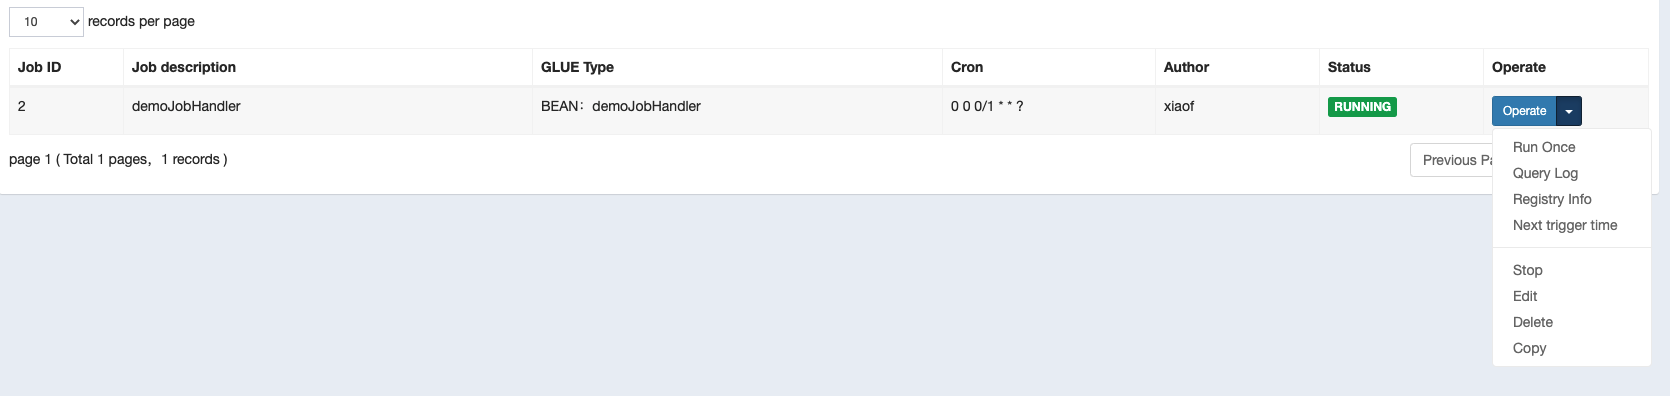 10 records per page
Job ID Job description GLUE Type Cron Author Status Operate
2 demoJobHandler BEAN：demoJobHandler 0 0 0/1 * * ? xiaof RUNNING Operate
page 1 ( Total 1 pages，1 records )
Previous Pa
Run Once
Query Log
Registry Info
Next trigger time
Stop
Edit
Delete
Copy